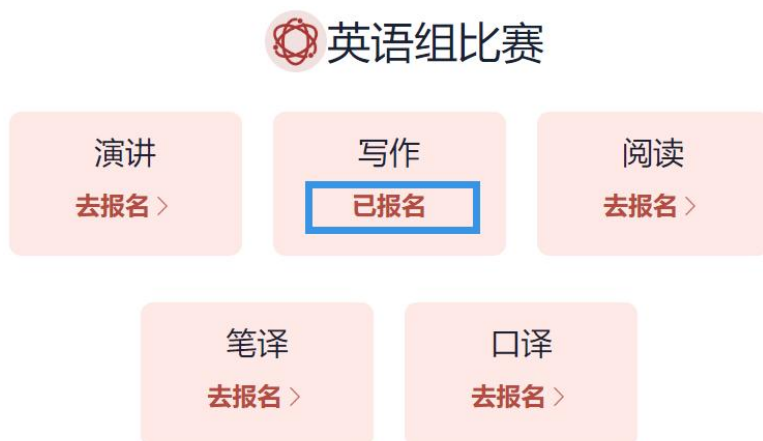 英语组比赛
演讲 写作 阅读
去报名 > 已报名 去报名 >
笔译 口译
去报名 > 去报名 >